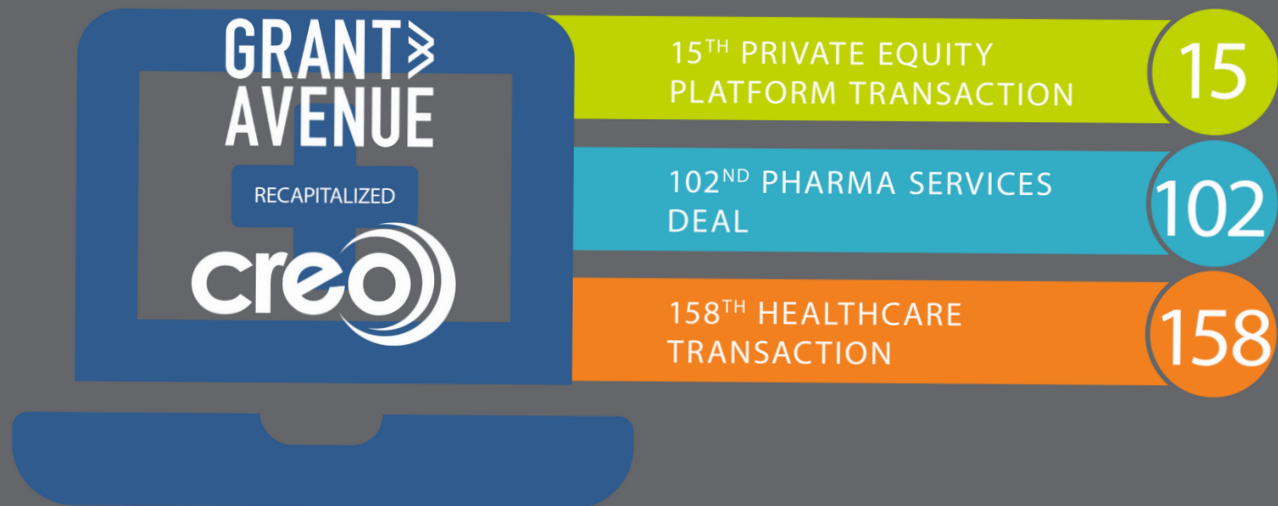 GRANT
AVENUE
RECAPITALIZED
creo
15TH PRIVATE EQUITY
PLATFORM TRANSACTION
15
102ND PHARMA SERVICES
DEAL
102
158TH HEALTHCARE
TRANSACTION
158